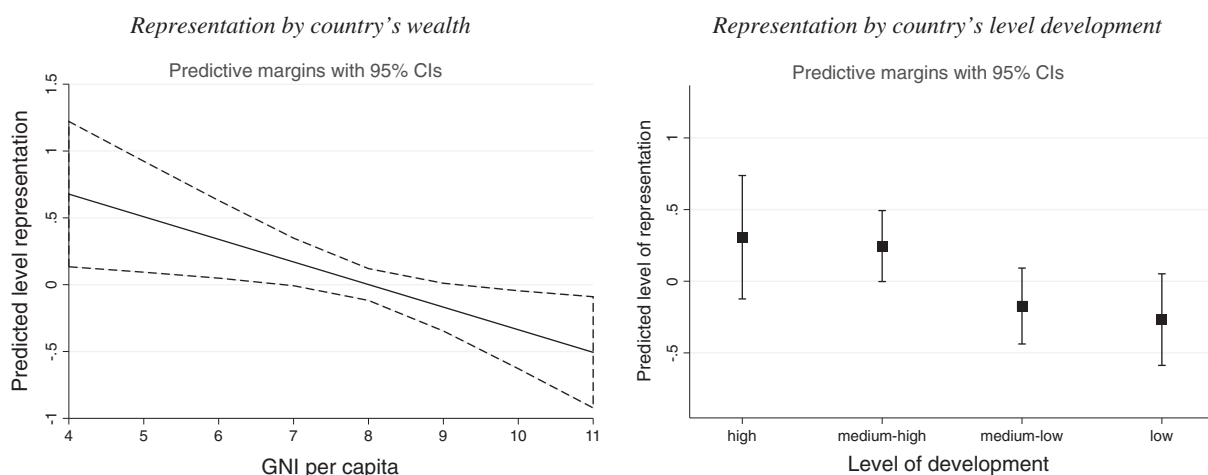 Representation by country's wealth
Predictive margins with 95% CIs
Predicted level representation
1.5
1
.5
0
-.5
-1
4 5 6 7 8 9 10 11
GNI per capita
Representation by country's level development
Predictive margins with 95% CIs
Predicted level of representation
1
.5
0
-.5
high medium-high medium-low low
Level of development